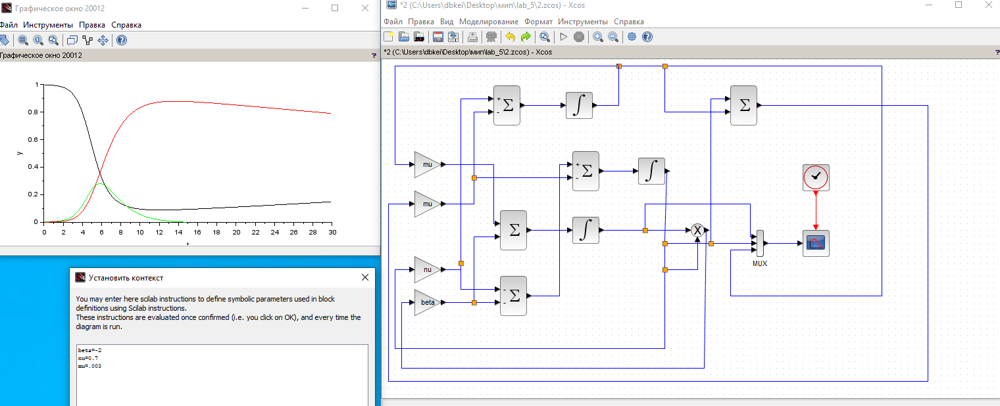 Графическое окно 20012
Файл Инструменты Правка Справка
Графическое окно 20012
?
1
0.8
0.6
0.4
0.2
0
y
0 2 4 6 8 10 12 14 16 18 20 22 24 26 28 30
Установить контекст
You may enter here scilab instructions to define symbolic parameters used in block
definitions using Scilab instructions.
These instructions are evaluated once confirmed (i.e. you click on OK), and every time the
diagram is run.
beta=-2
nu=0.7
mu=.003
*2 (C:\Users\dbkei\Desktop\мип\lab_5\2.zcos) - Xcos
Файл Правка Вид Моделирование Формат Инструменты Справка
*2 (C:\Users\dbkei\Desktop\мип\lab_5\2.zcos) - Xcos
?
+
-
Σ
∫
Σ
mu
+
-
Σ
∫
mu
Σ
∫
X
MUX
nu
-
-
Σ
beta